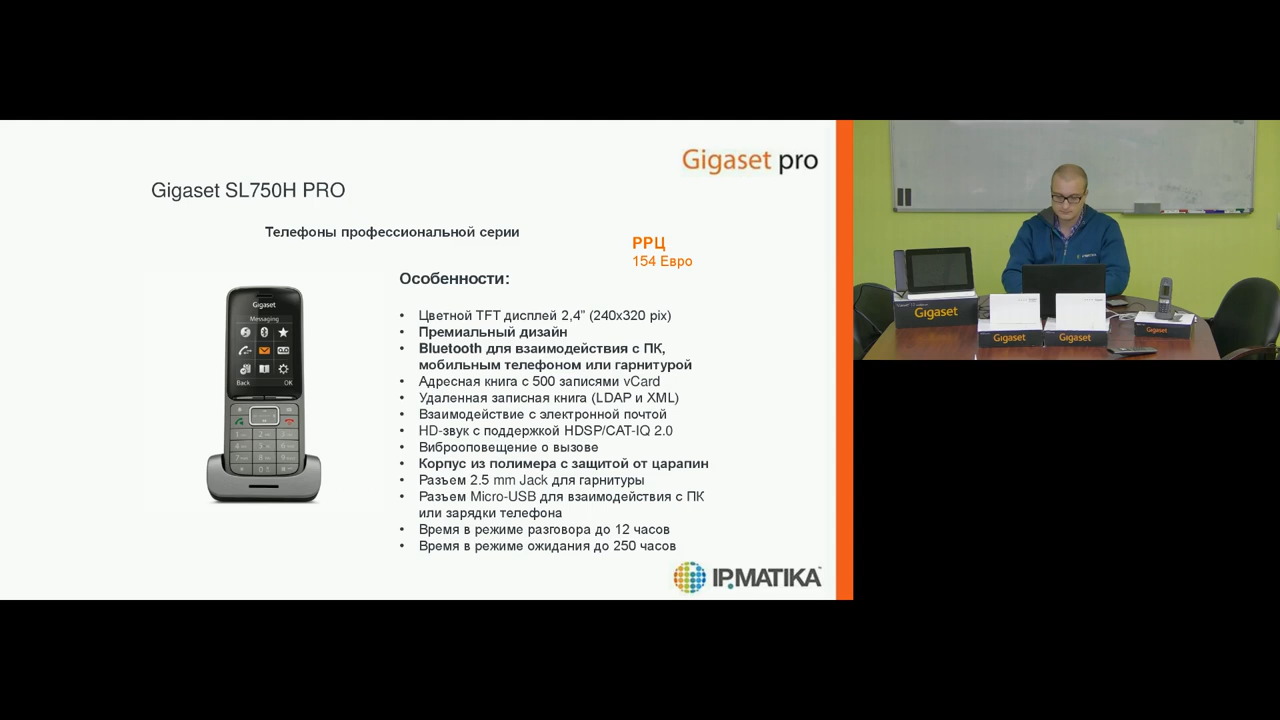 Gigaset pro
Gigaset SL750H PRO
Телефоны профессиональной серии
РРЦ
154 Евро
Особенности:
• Цветной TFT дисплей 2,4” (240x320 pix)
• Премиальный дизайн
• Bluetooth для взаимодействия с ПК,
мобильным телефоном или гарнитурой
• Адресная книга с 500 записями vCard
• Удаленная записная книга (LDAP и XML)
• Взаимодействие с электронной почтой
• HD-звук с поддержкой HDSP/CAT-IQ 2.0
• Виброоповещение о вызове
• Корпус из полимера с защитой от царапин
• Разъем 2.5 mm Jack для гарнитуры
• Разъем Micro-USB для взаимодействия с ПК
или зарядки телефона
• Время в режиме разговора до 12 часов
• Время в режиме ожидания до 250 часов
Gigaset
Messaging
Back OK
IPMATIKA
Gigaset
Gigaset
Gigaset